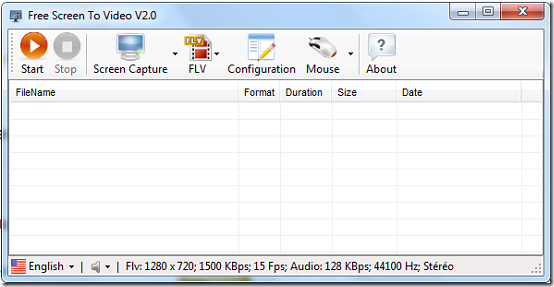 Free Screen To Video V2.0
FLV
Start Stop Screen Capture FLV Configuration Mouse About
FileName Format Duration Size Date
English Flv: 1280 x 720; 1500 KBps; 15 Fps; Audio: 128 KBps; 44100 Hz; Stéréo